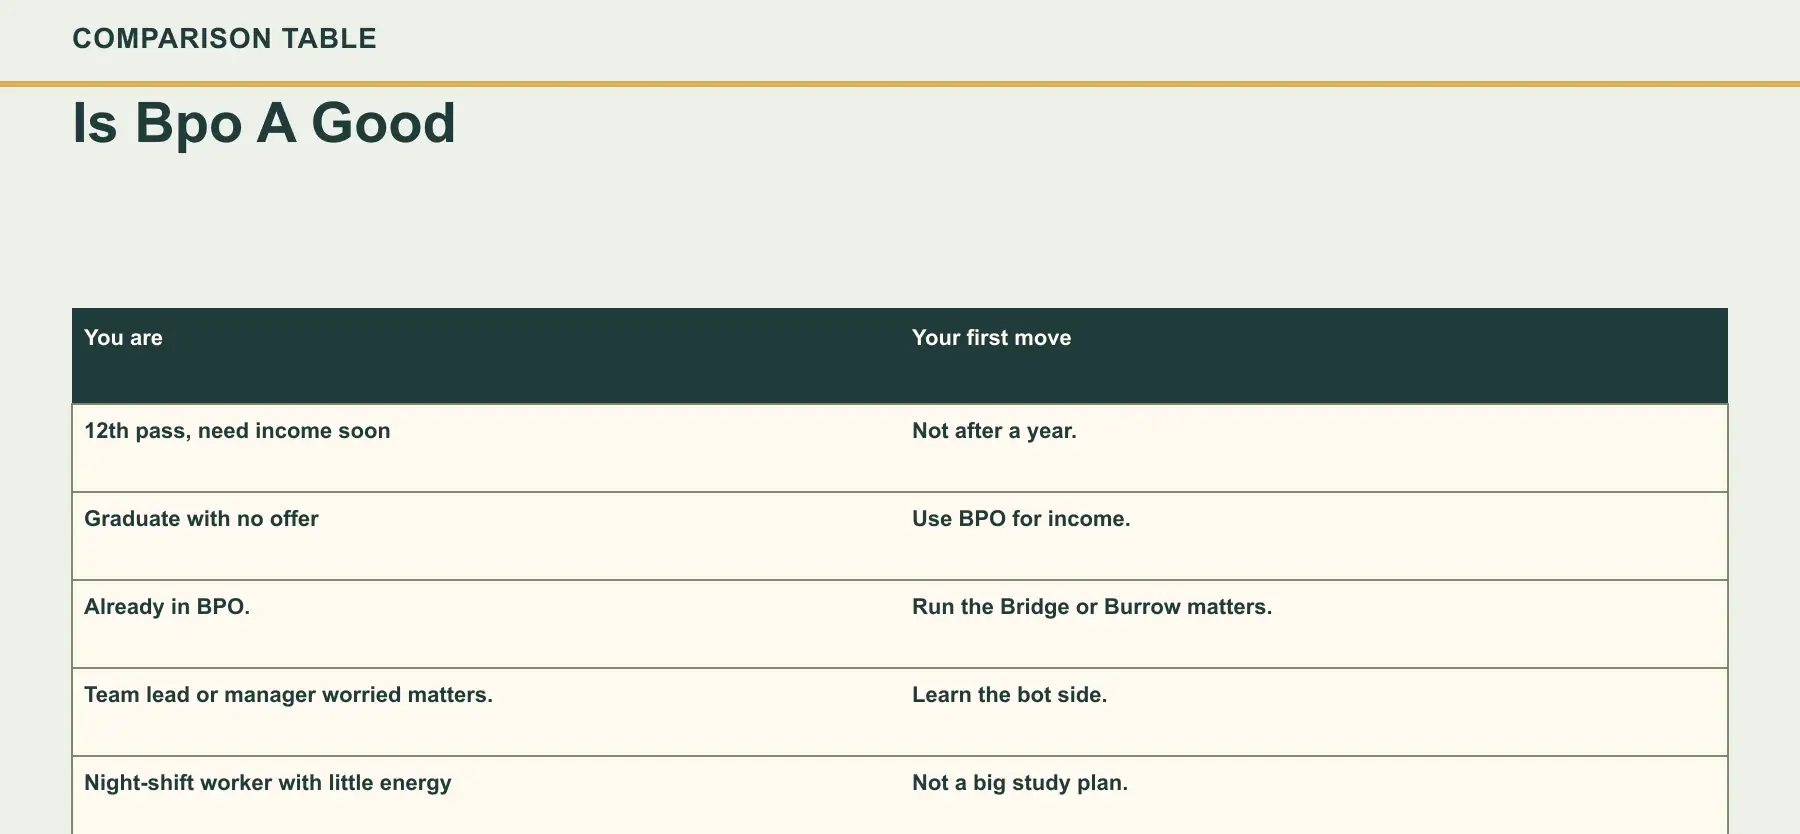 COMPARISON TABLE
Is Bpo A Good
You are Your first move
12th pass, need income soon Not after a year.
Graduate with no offer Use BPO for income.
Already in BPO. Run the Bridge or Burrow matters.
Team lead or manager worried matters. Learn the bot side.
Night-shift worker with little energy Not a big study plan.